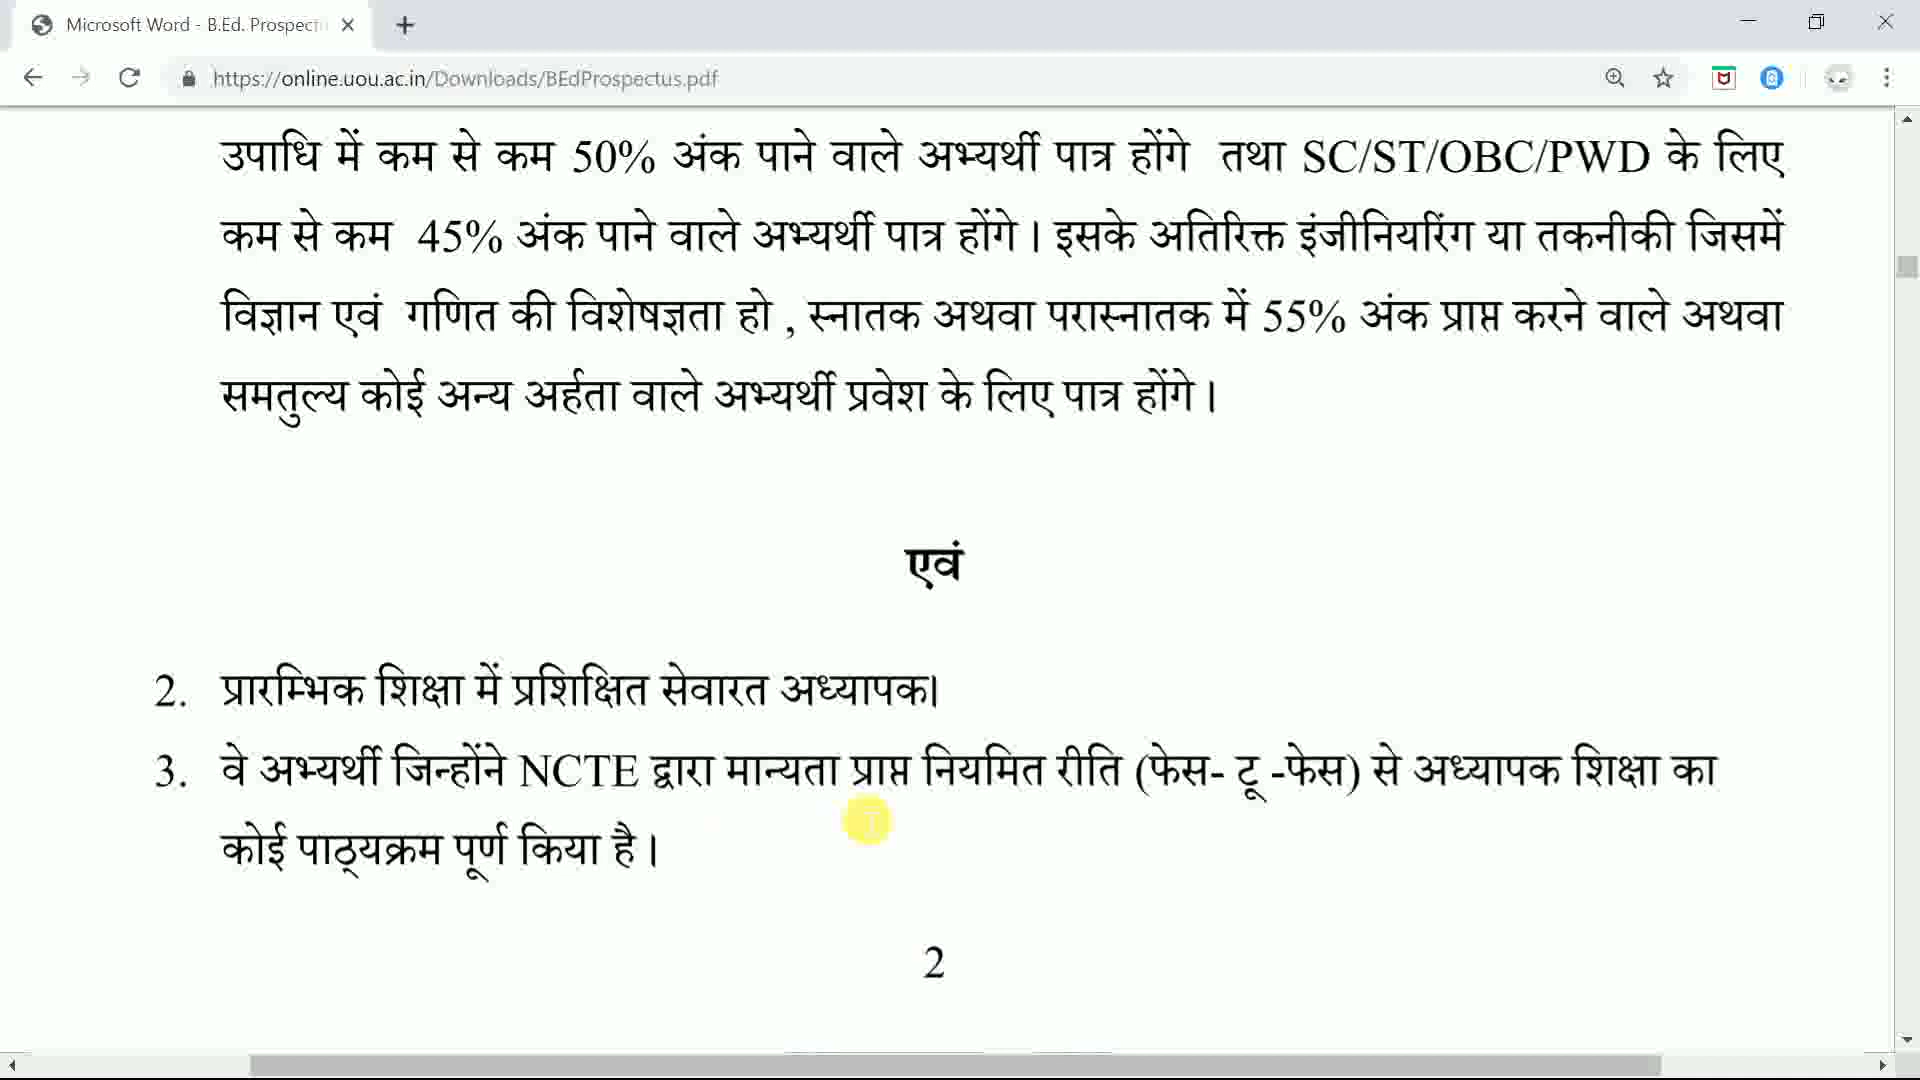 Microsoft Word - B.Ed. Prospect
https://online.uou.ac.in/Downloads/BEdProspectus.pdf
उपाधि में कम से कम 50% अंक पाने वाले अभ्यर्थी पात्र होंगे तथा SC/ST/OBC/PWD के लिए
कम से कम 45% अंक पाने वाले अभ्यर्थी पात्र होंगे। इसके अतिरिक्त इंजीनियरिंग या तकनीकी जिसमें
विज्ञान एवं गणित की विशेषज्ञता हो , स्नातक अथवा परास्नातक में 55% अंक प्राप्त करने वाले अथवा
समतुल्य कोई अन्य अर्हता वाले अभ्यर्थी प्रवेश के लिए पात्र होंगे।
एवं
2. प्रारम्भिक शिक्षा में प्रशिक्षित सेवारत अध्यापक।
3. वे अभ्यर्थी जिन्होंने NCTE द्वारा मान्यता प्राप्त नियमित रीति (फेस- टू -फेस) से अध्यापक शिक्षा का
कोई पाठ्यक्रम पूर्ण किया है।
2